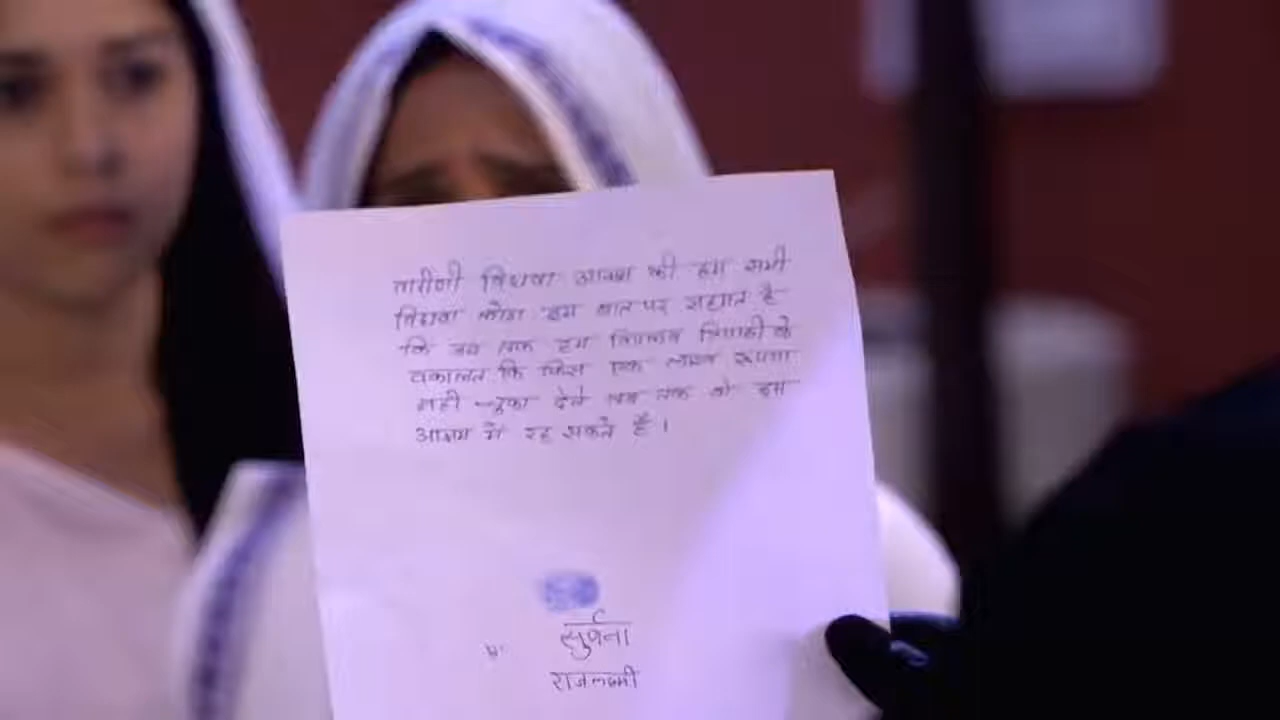 तारीणी विधवा आश्रम की हम सभी
विधवा लोग इस बात पर सहमत है
कि जब तक हम त्रिपाठी के
वकालत कि फिस एक लाख रूपया
नही चूका देते तब तक वो इस
आश्रम मे रह सकते है।
सुर्वना
राजलक्ष्मी